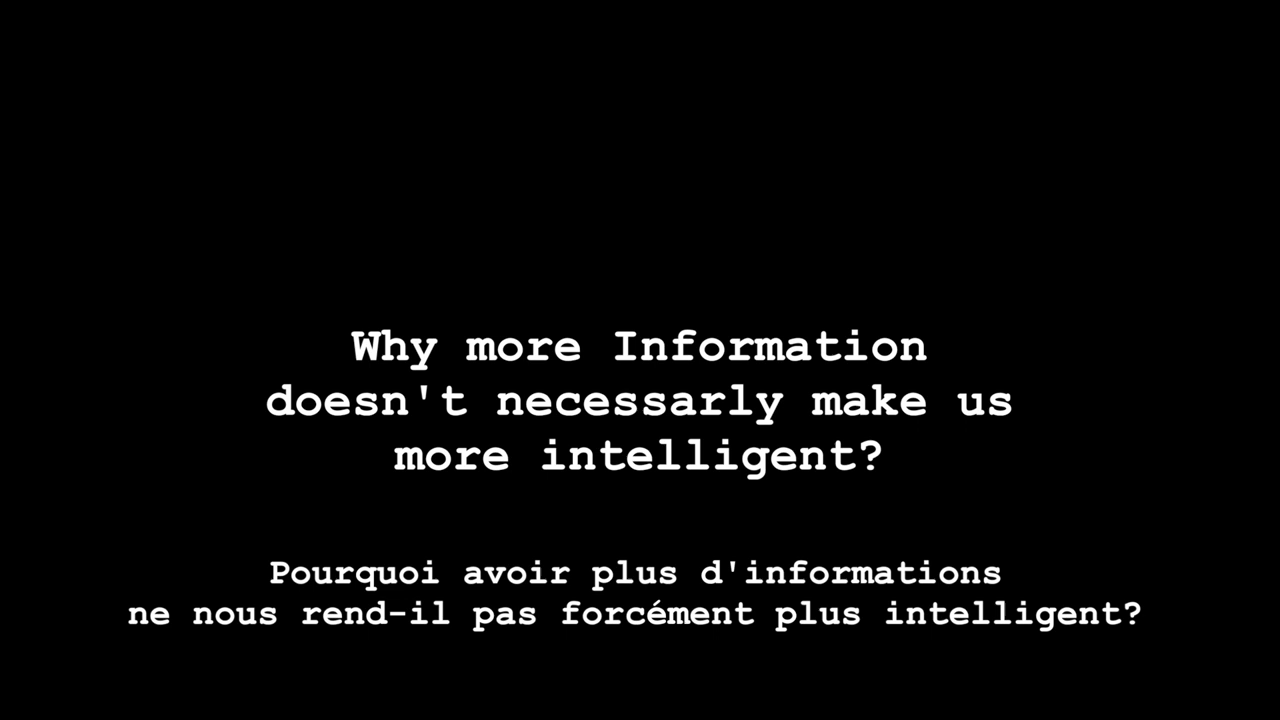 Why more Information
doesn't necessarly make us
more intelligent?
Pourquoi avoir plus d'informations
ne nous rend-il pas forcément plus intelligent?